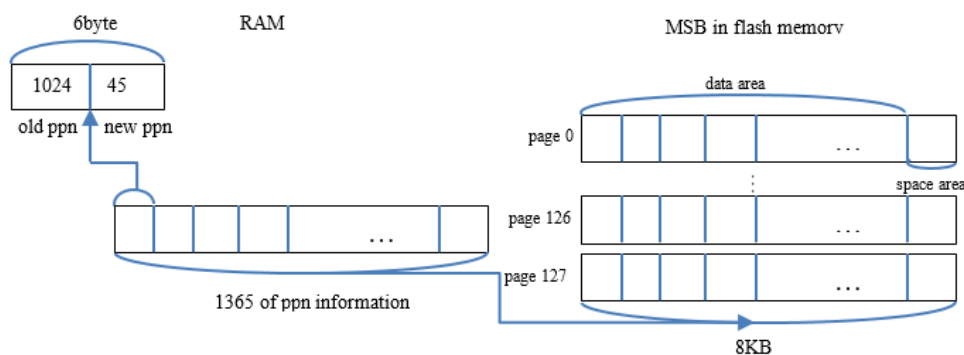 6byte
RAM
MSB in flash memory
1024
45
old ppn
new ppn
data area
page 0
...
space area
page 126
...
page 127
...
...
1365 of ppn information
8KB